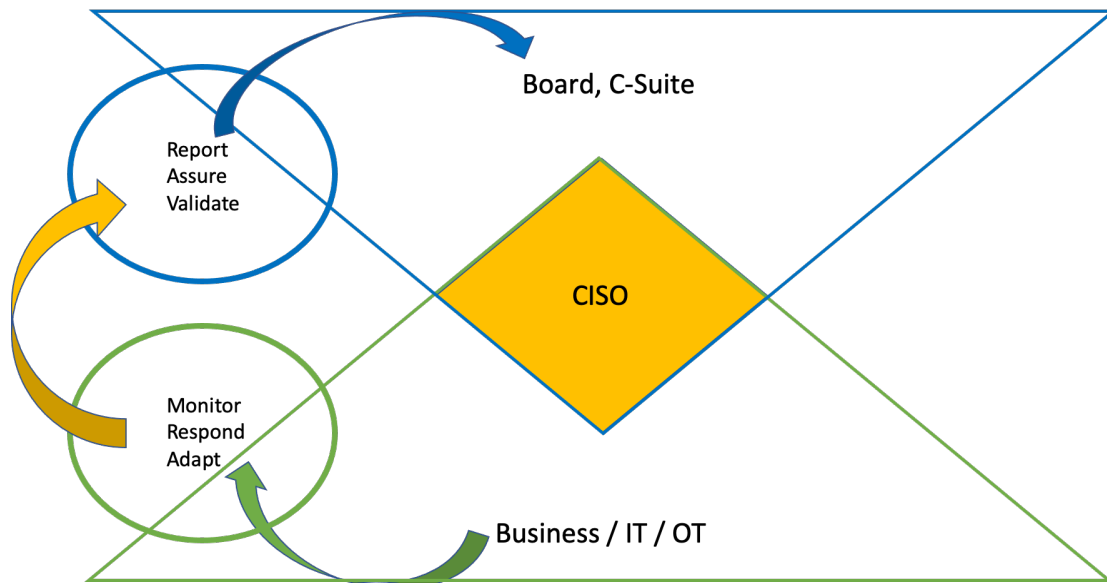 Board, C-Suite
Report
Assure
Validate
CISO
Monitor
Respond
Adapt
Business / IT / OT